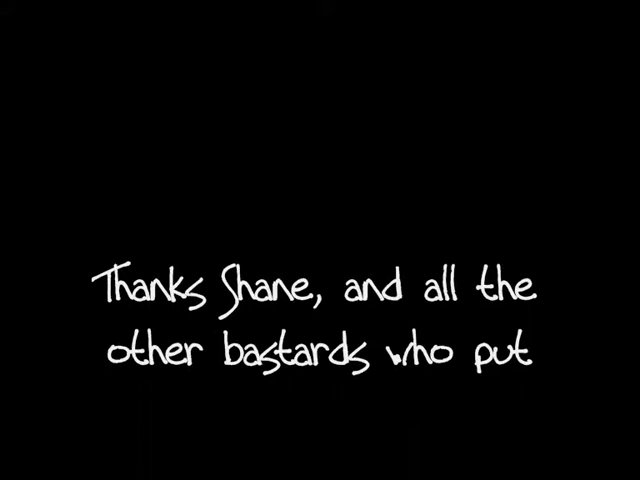 Thanks Shane, and all the
other bastards who put